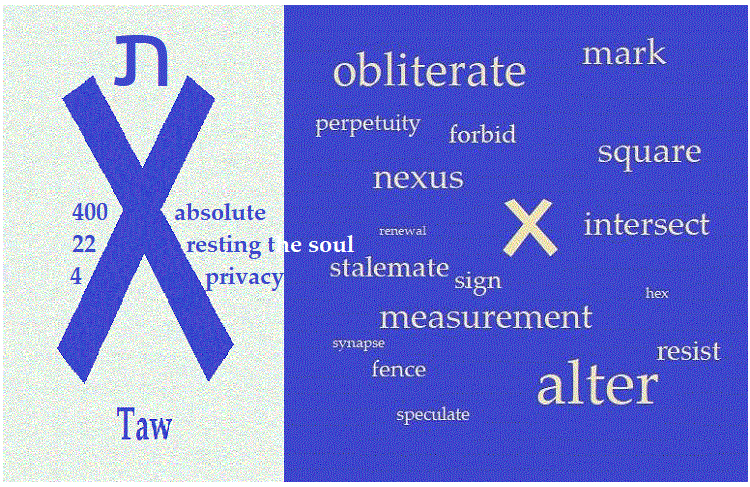 ת
400 absolute
22 resting the soul
4 privacy
Taw
obliterate
mark
perpetuity
forbid
square
nexus
X
intersect
renewal
stalemate
sign
hex
measurement
synapse
resist
fence
alter
speculate